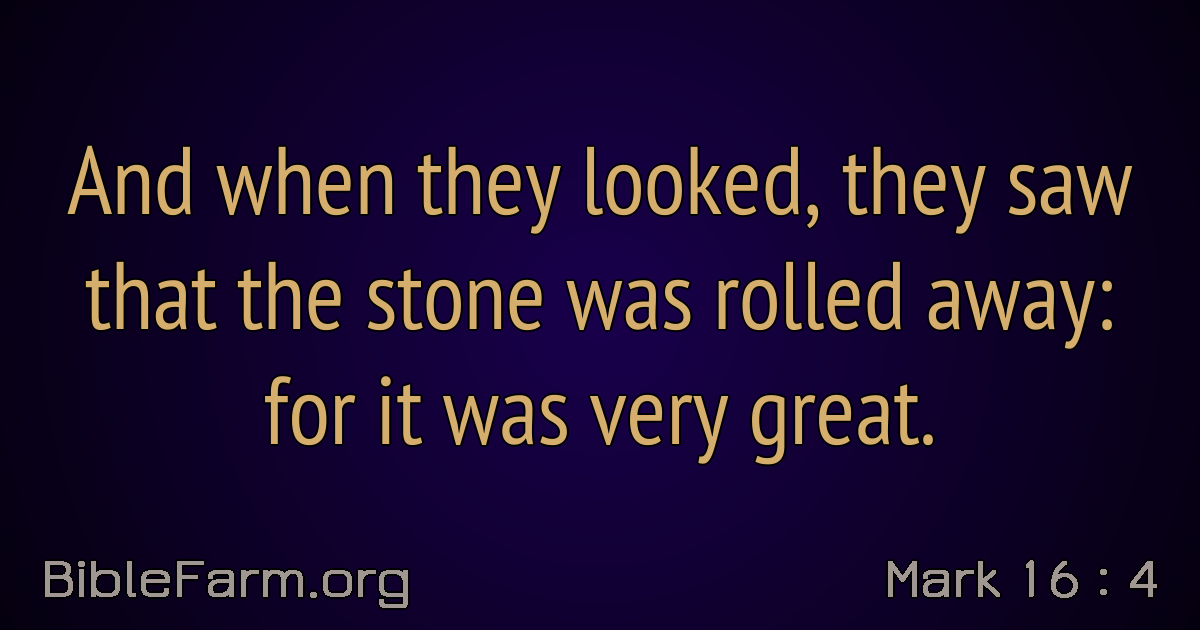 And when they looked, they saw
that the stone was rolled away:
for it was very great.
BibleFarm.org
Mark 16 : 4